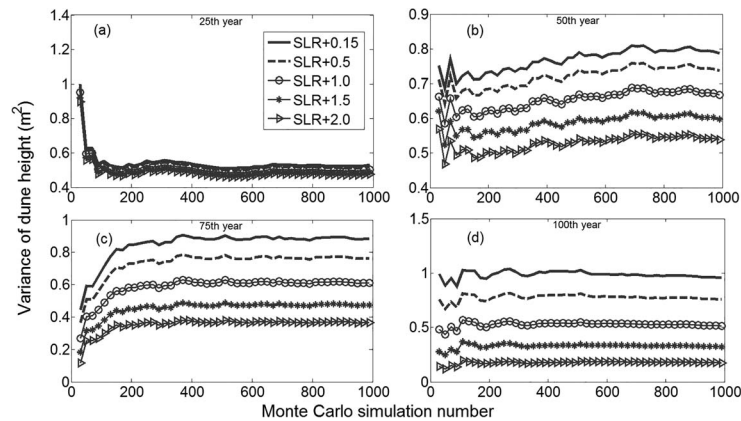 (a)
25th year
SLR+0.15
SLR+0.5
SLR+1.0
SLR+1.5
SLR+2.0
1.4
1.2
1
0.8
0.6
0.4
0 200 400 600 800 1000
(b)
50th year
0.9
0.8
0.7
0.6
0.5
0.4
0 200 400 600 800 1000
Variance of dune height (m²)
(c)
75th year
1
0.8
0.6
0.4
0.2
0
0 200 400 600 800 1000
(d)
100th year
1.5
1
0.5
0
0 200 400 600 800 1000
Monte Carlo simulation number